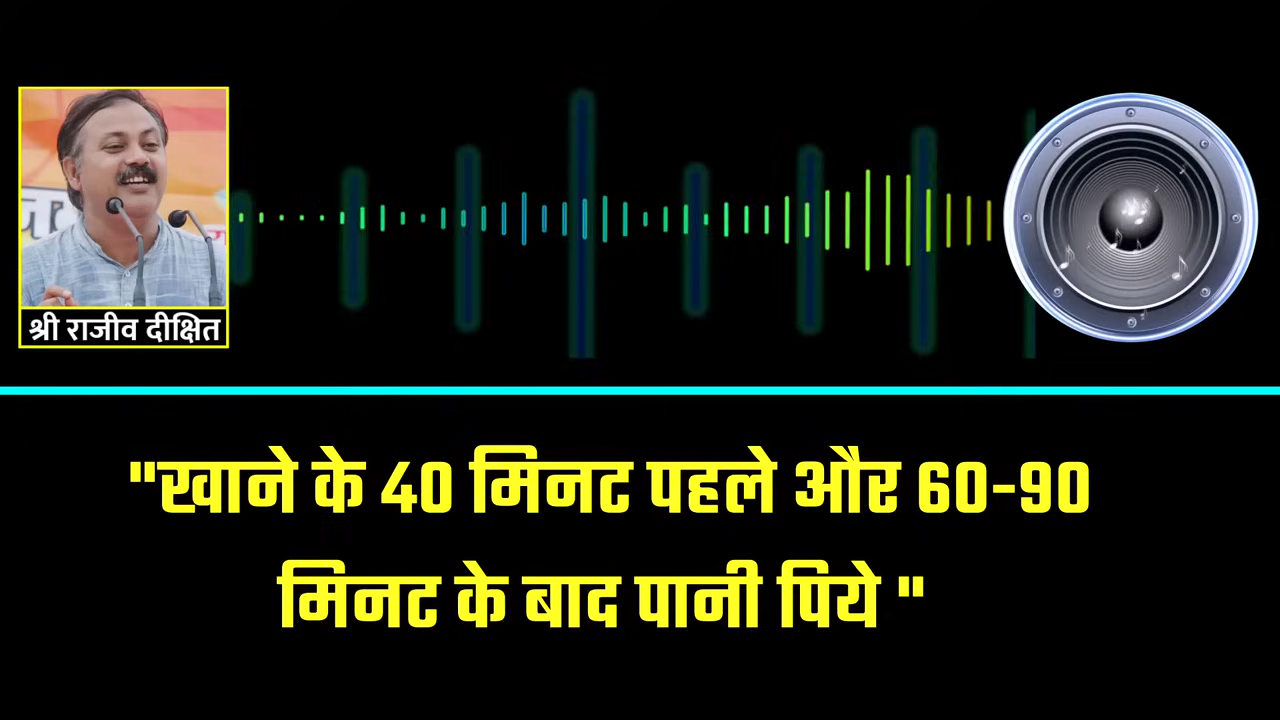 श्री राजीव दीक्षित
"खाने के 40 मिनट पहले और 60-90
मिनट के बाद पानी पिये "